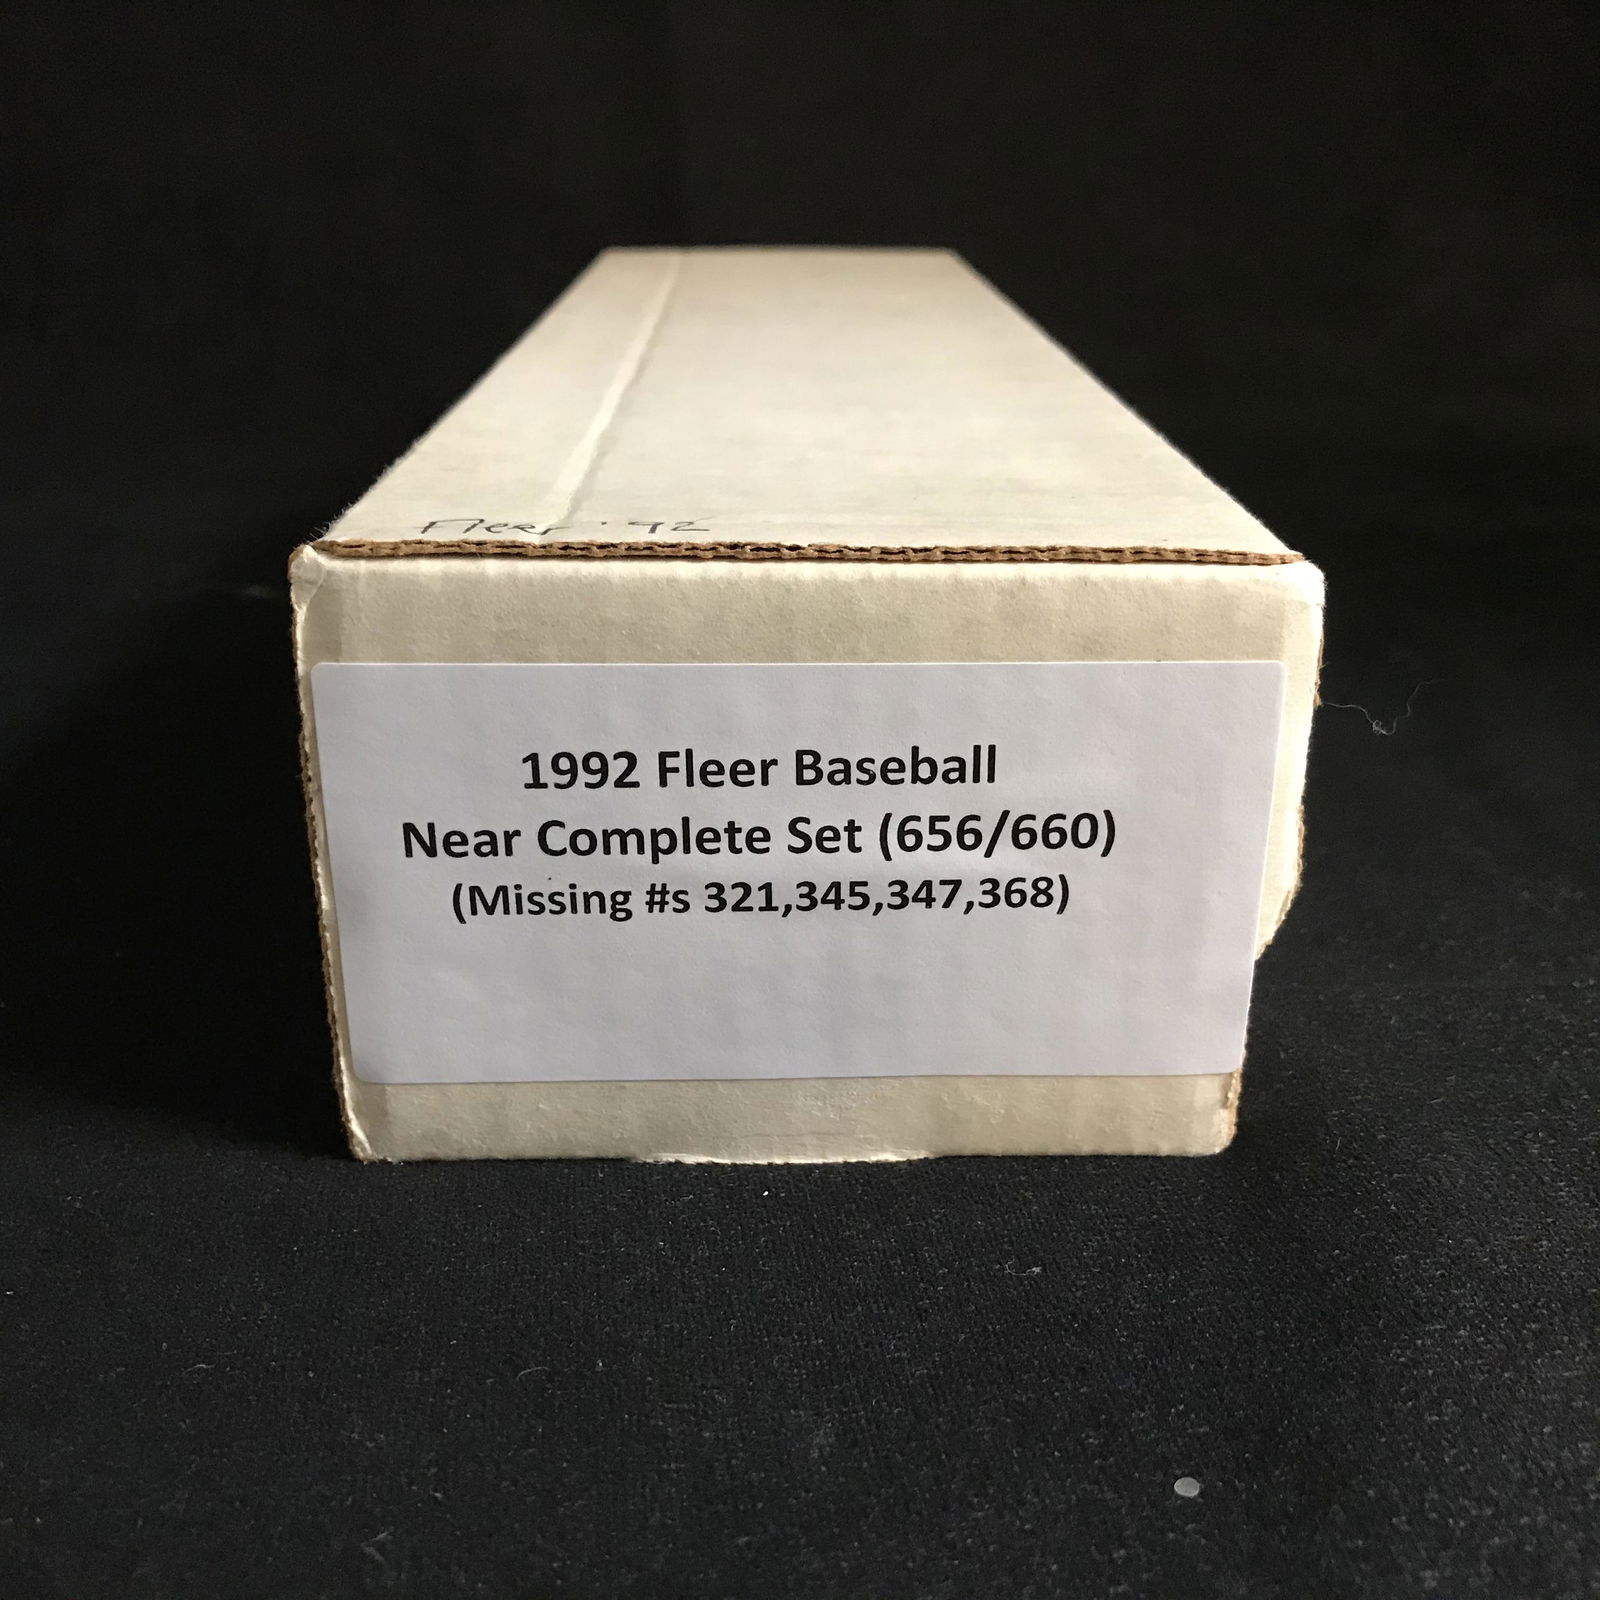 Fleer '92
1992 Fleer Baseball
Near Complete Set (656/660)
(Missing #s 321,345,347,368)